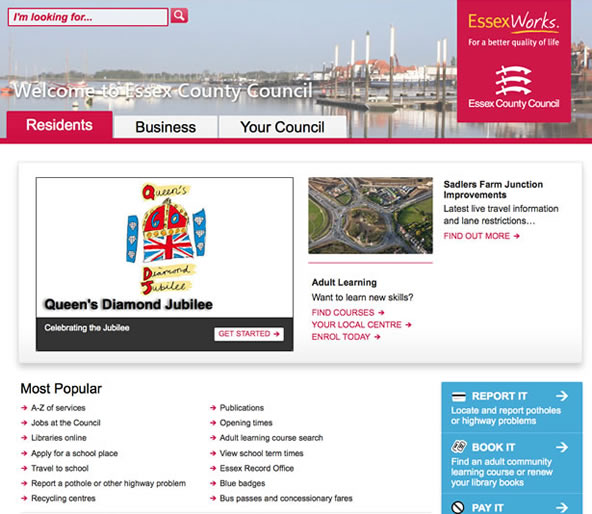 I'm looking for...
EssexWorks.
For a better quality of life
Essex County Council
Welcome to Essex County Council
Residents
Business
Your Council
Queen's
60
Diamond
Jubilee
Queen's Diamond Jubilee
Celebrating the Jubilee
GET STARTED
Sadlers Farm Junction
Improvements
Latest live travel information
and lane restrictions...
FIND OUT MORE
Adult Learning
Want to learn new skills?
FIND COURSES
YOUR LOCAL CENTRE
ENROL TODAY
Most Popular
A-Z of services
Jobs at the Council
Libraries online
Apply for a school place
Travel to school
Report a pothole or other highway problem
Recycling centres
Publications
Opening times
Adult learning course search
View school term times
Essex Record Office
Blue badges
Bus passes and concessionary fares
REPORT IT
Locate and report potholes
or highway problems
BOOK IT
Find an adult community
learning course or renew
your library books
PAY IT